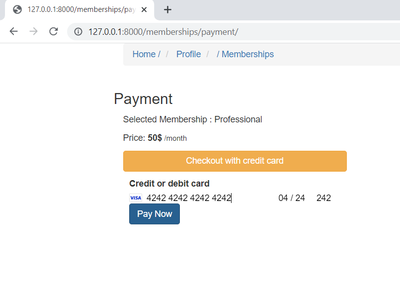 127.0.0.1:8000/memberships/pay
127.0.0.1:8000/memberships/payment/
Home / / Profile / / Memberships
Payment
Selected Membership : Professional
Price: 50$ /month
Checkout with credit card
Credit or debit card
VISA 4242 4242 4242 4242 04 / 24 242
Pay Now